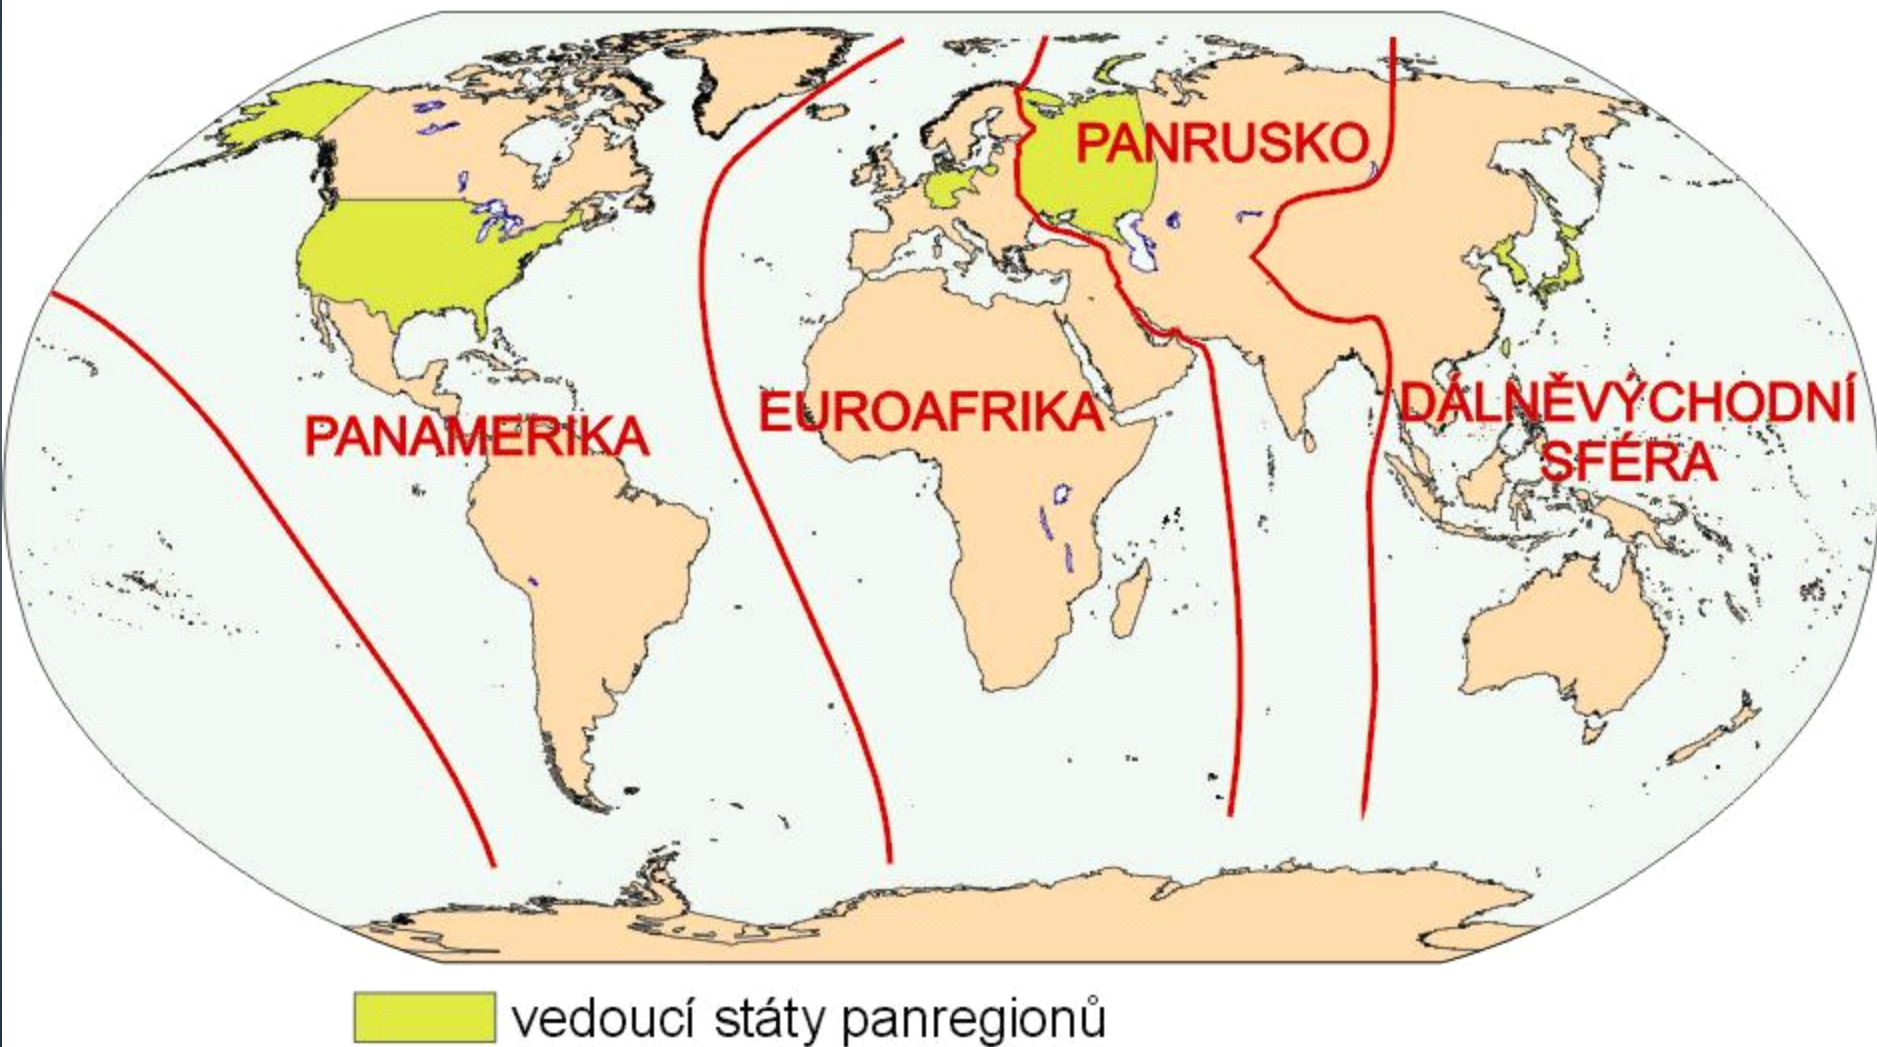 PANRUSKO
PANAMERIKA
EUROAFRIKA
DÁLNĚVÝCHODNÍ
SFÉRA
vedoucí státy panregionů